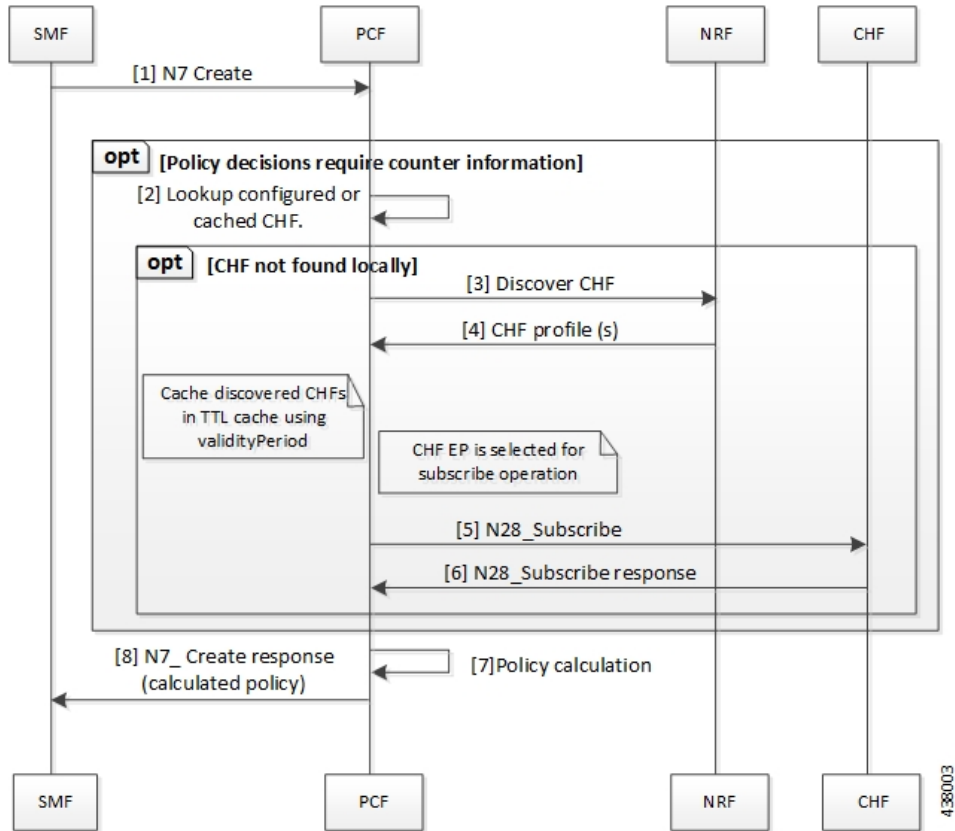 SMF
PCF
NRF
CHF
[1] N7 Create
opt [Policy decisions require counter information]
[2] Lookup configured or
cached CHF.
opt [CHF not found locally]
[3] Discover CHF
[4] CHF profile (s)
Cache discovered CHFs
in TTL cache using
validityPeriod
CHF EP is selected for
subscribe operation
[5] N28_Subscribe
[6] N28_Subscribe response
[8] N7_ Create response
(calculated policy)
[7]Policy calculation
SMF
PCF
NRF
CHF
438003